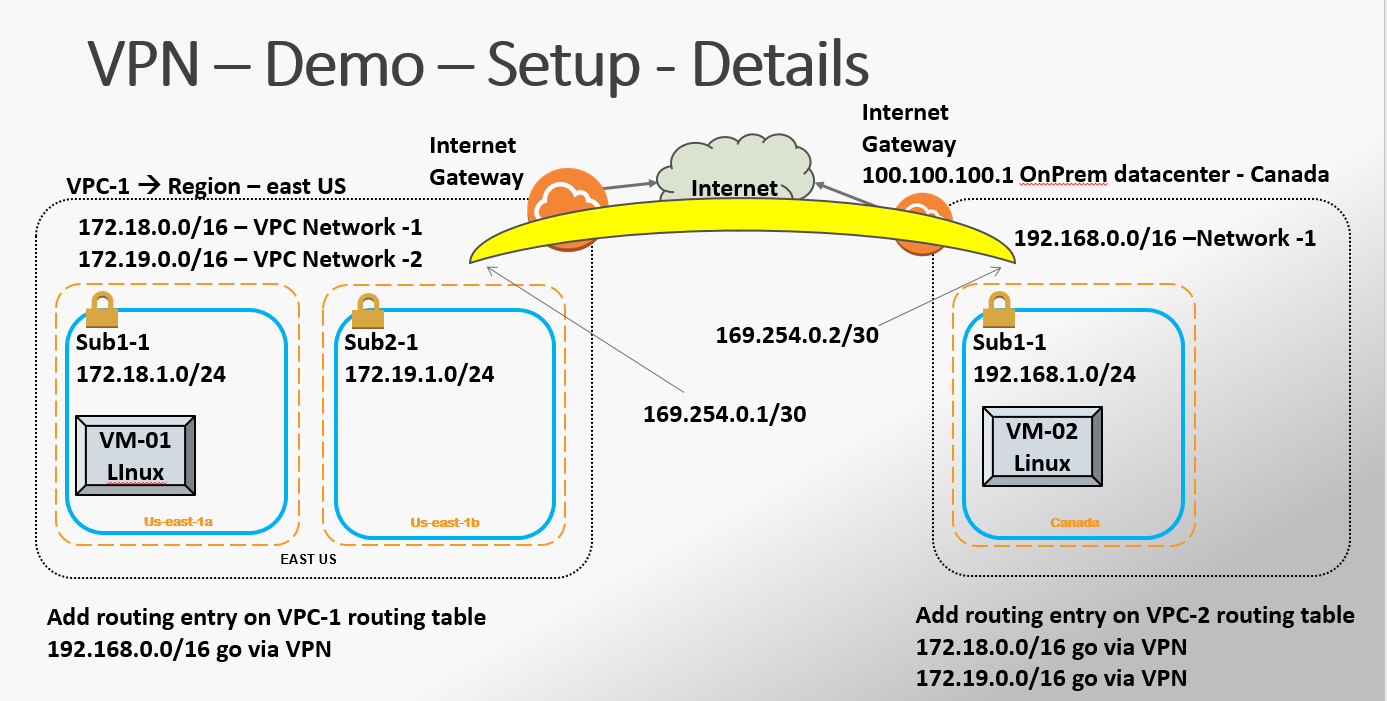 VPN – Demo – Setup - Details
Internet
Gateway
Internet
Internet
Gateway
100.100.100.1 OnPrem datacenter - Canada
VPC-1 → Region – east US
172.18.0.0/16 – VPC Network -1
172.19.0.0/16 – VPC Network -2
192.168.0.0/16 –Network -1
Sub1-1
172.18.1.0/24
VM-01
LInux
Us-east-1a
Sub2-1
172.19.1.0/24
Us-east-1b
EAST US
169.254.0.2/30
169.254.0.1/30
Sub1-1
192.168.1.0/24
VM-02
Linux
Canada
Add routing entry on VPC-1 routing table
192.168.0.0/16 go via VPN
Add routing entry on VPC-2 routing table
172.18.0.0/16 go via VPN
172.19.0.0/16 go via VPN